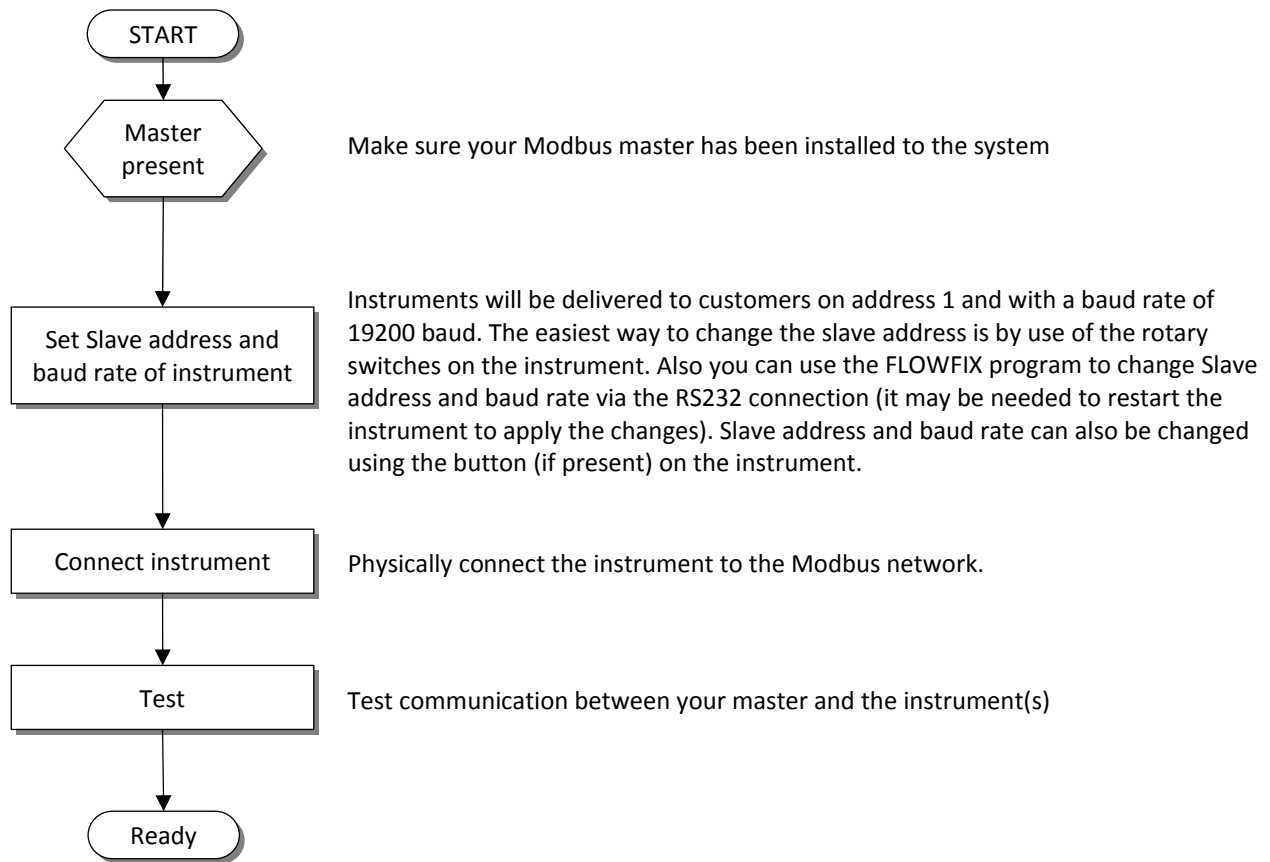 START
Master
present
Make sure your Modbus master has been installed to the system
Set Slave address and
baud rate of instrument
Instruments will be delivered to customers on address 1 and with a baud rate of
19200 baud. The easiest way to change the slave address is by use of the rotary
switches on the instrument. Also you can use the FLOWFIX program to change Slave
address and baud rate via the RS232 connection (it may be needed to restart the
instrument to apply the changes). Slave address and baud rate can also be changed
using the button (if present) on the instrument.
Connect instrument
Physically connect the instrument to the Modbus network.
Test
Test communication between your master and the instrument(s)
Ready